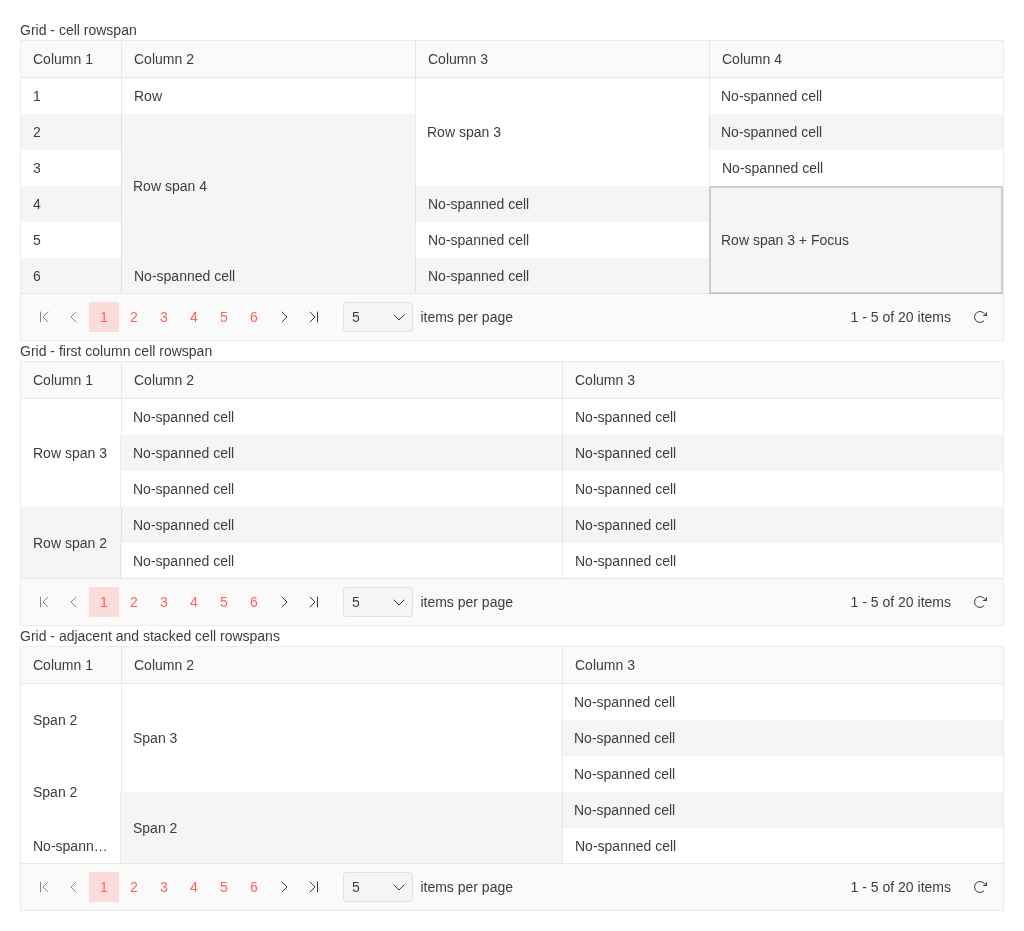 Grid - cell rowspan
Column 1 Column 2 Column 3 Column 4
1 Row No-spanned cell
2 Row span 3 No-spanned cell
3 No-spanned cell
Row span 4
4 No-spanned cell
5 No-spanned cell Row span 3 + Focus
6 No-spanned cell No-spanned cell
1 2 3 4 5 6 5 items per page 1 - 5 of 20 items
Grid - first column cell rowspan
Column 1 Column 2 Column 3
No-spanned cell No-spanned cell
Row span 3 No-spanned cell No-spanned cell
No-spanned cell No-spanned cell
No-spanned cell No-spanned cell
Row span 2
No-spanned cell No-spanned cell
1 2 3 4 5 6 5 items per page 1 - 5 of 20 items
Grid - adjacent and stacked cell rowspans
Column 1 Column 2 Column 3
No-spanned cell
Span 2
Span 3 No-spanned cell
No-spanned cell
Span 2
No-spanned cell
Span 2
No-spann… No-spanned cell
1 2 3 4 5 6 5 items per page 1 - 5 of 20 items